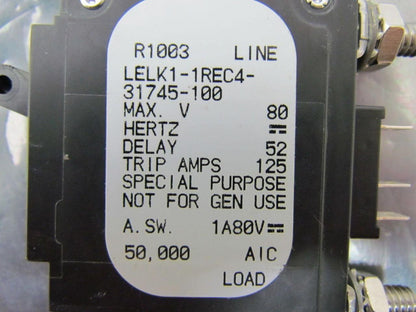 R1003 LINE
LELK1-1REC4-
31745-100
MAX. V 80
HERTZ ⎓
DELAY 52
TRIP AMPS 125
SPECIAL PURPOSE
NOT FOR GEN USE
A.SW. 1A80V⎓
50,000 AIC
LOAD